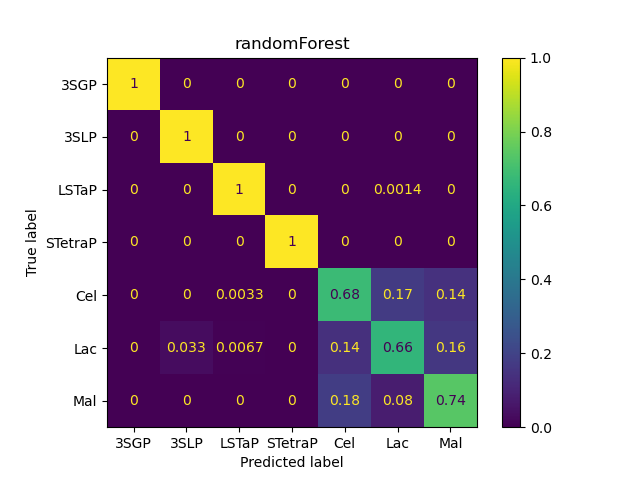 randomForest
3SGP 1 0 0 0 0 0 0
3SLP 0 1 0 0 0 0 0
LSTaP 0 0 1 0 0 0.0014 0
STetraP 0 0 0 1 0 0 0
Cel 0 0 0.0033 0 0.68 0.17 0.14
Lac 0 0.033 0.0067 0 0.14 0.66 0.16
Mal 0 0 0 0 0.18 0.08 0.74
3SGP 3SLP LSTaP STetraP Cel Lac Mal
Predicted label
True label
1.0
0.8
0.6
0.4
0.2
0.0